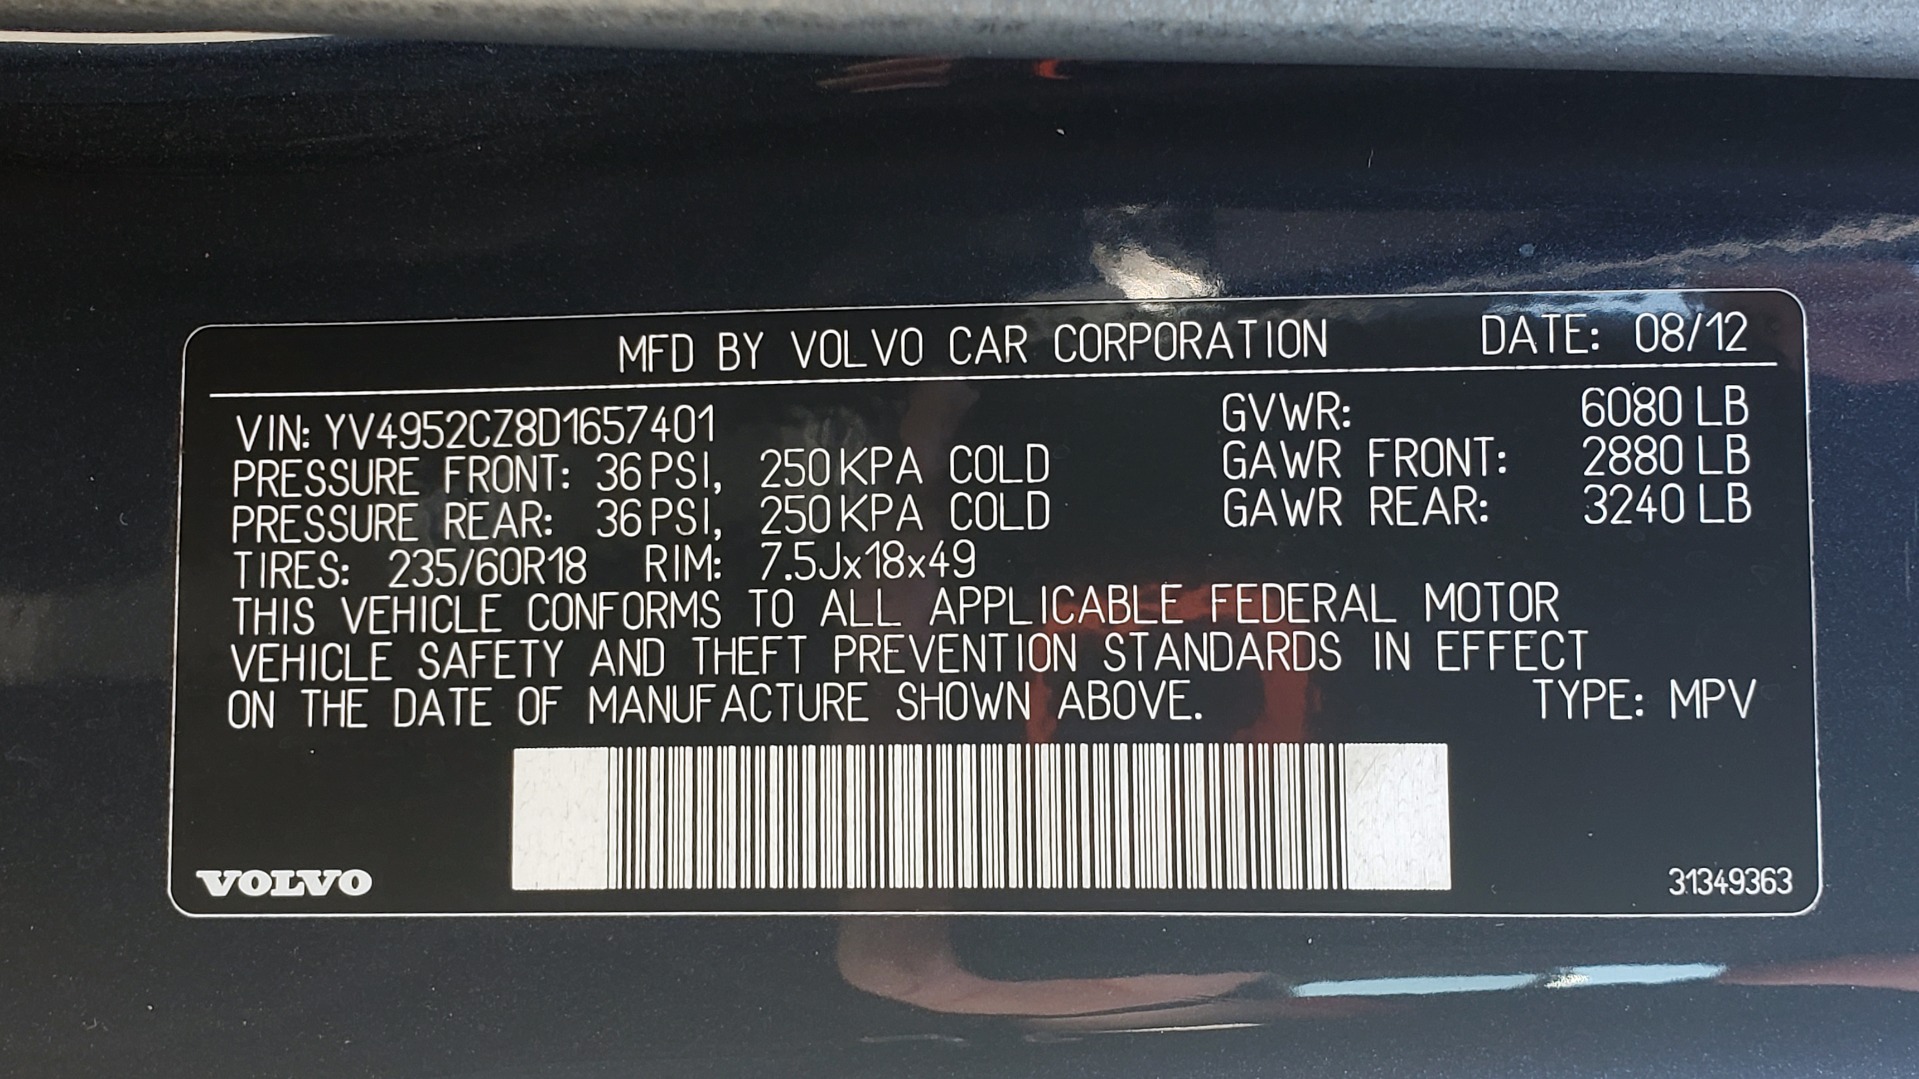 MFD BY VOLVO CAR CORPORATION DATE: 08/12
VIN: YV4952CZ8D1657401 GVWR: 6080 LB
PRESSURE FRONT: 36 PSI, 250 KPA COLD GAWR FRONT: 2880 LB
PRESSURE REAR: 36 PSI, 250 KPA COLD GAWR REAR: 3240 LB
TIRES: 235/60R18 RIM: 7.5Jx18x49
THIS VEHICLE CONFORMS TO ALL APPLICABLE FEDERAL MOTOR
VEHICLE SAFETY AND THEFT PREVENTION STANDARDS IN EFFECT
ON THE DATE OF MANUFACTURE SHOWN ABOVE. TYPE: MPV
VOLVO 31349363